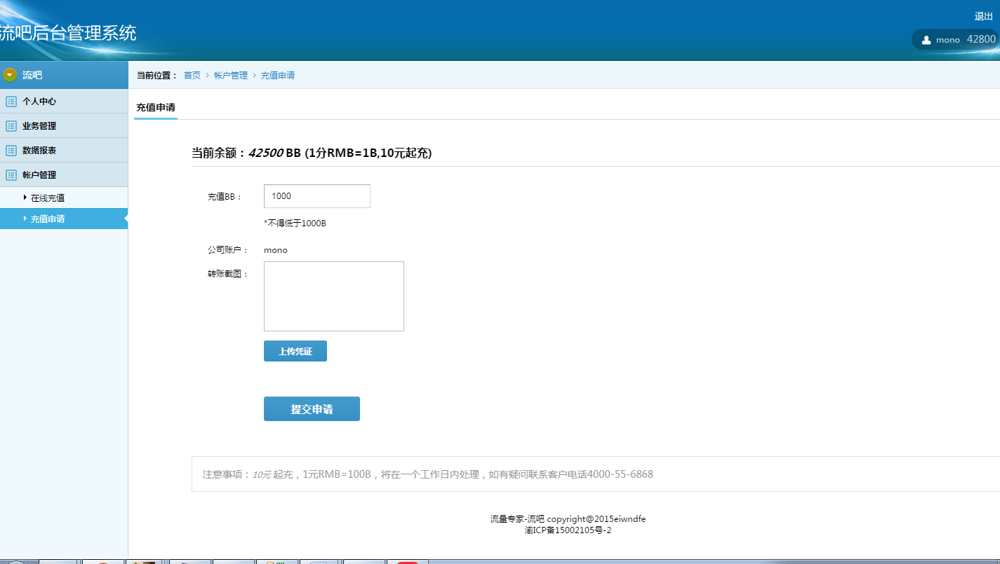 退出
流吧后台管理系统
mono 42800
流吧
当前位置： 首页 > 帐户管理 > 充值申请
个人中心
业务管理
数据报表
帐户管理
在线充值
充值申请
充值申请
当前余额：42500 BB (1分RMB=1B,10元起充)
充值BB： 1000
*不得低于1000B
公司账户： mono
转账截图：
上传凭证
提交申请
注意事项：10元 起充，1元RMB=100B，将在一个工作日内处理，如有疑问联系客户电话4000-55-6868
流量专家-流吧 copyright@2015eiwndfe
渝ICP备15002105号-2